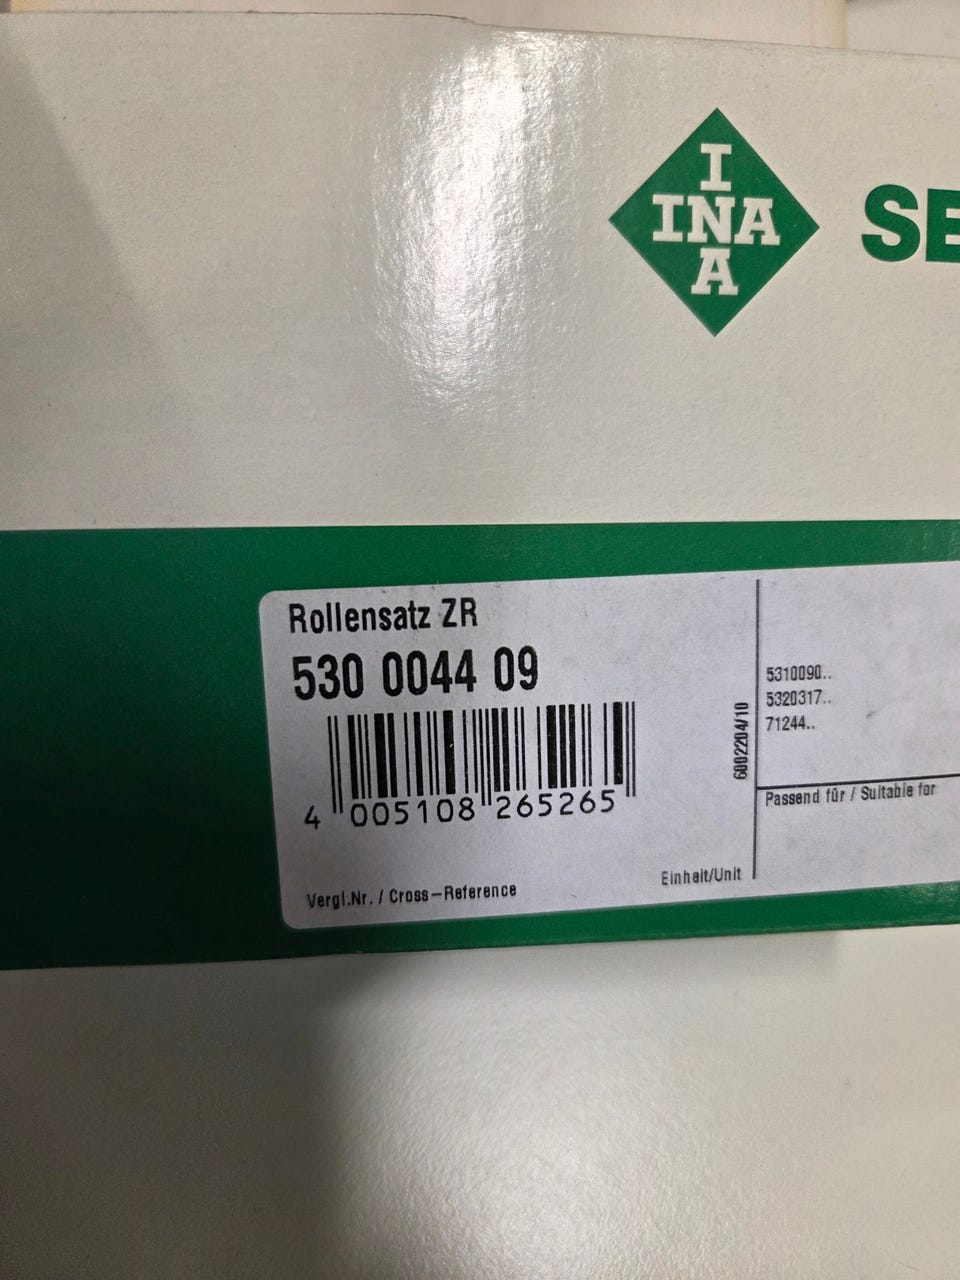 I
INA
A
SE
Rollensatz ZR
530 0044 09
4 005108 265265
Vergl.Nr. / Cross-Reference
Einheit/Unit
6002204/10
5310090..
5320317..
71244..
Passend für / Suitable for